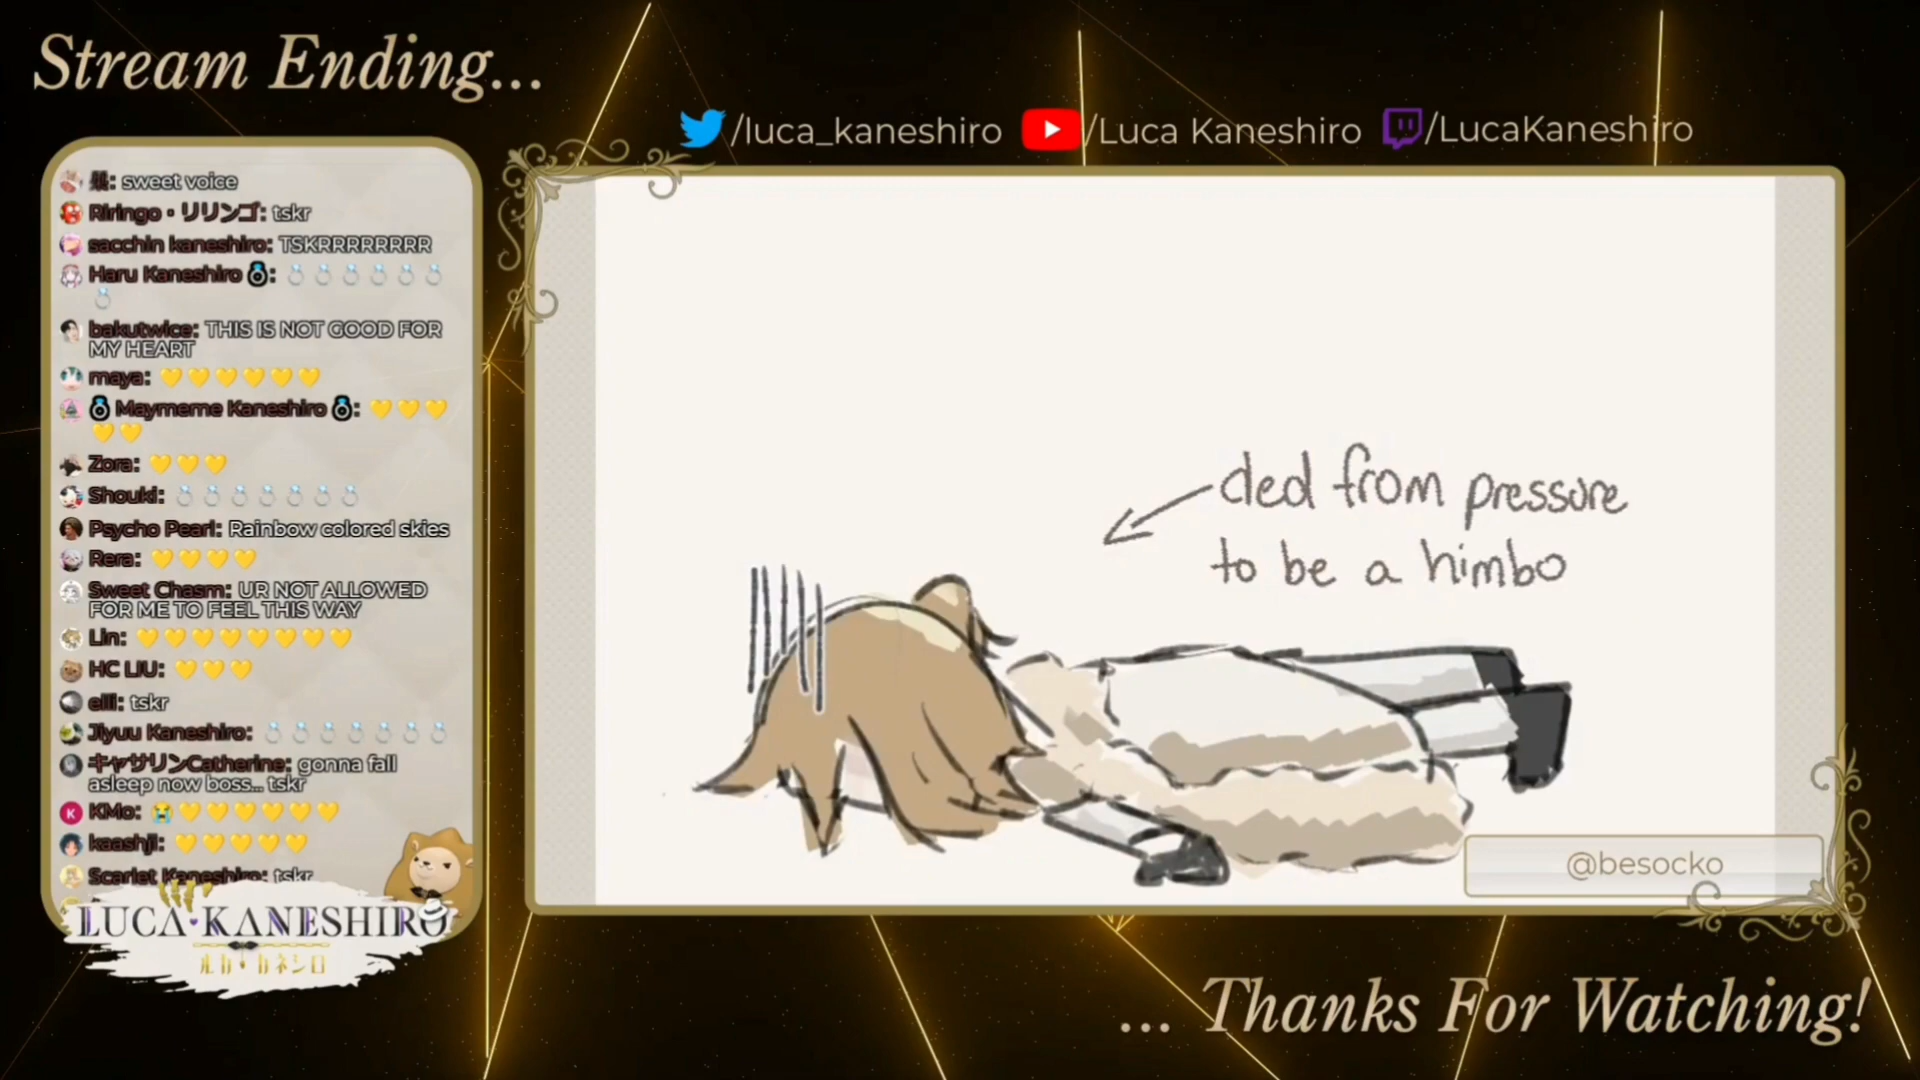 Stream Ending...
/luca_kaneshiro
/Luca Kaneshiro
/LucaKaneshiro
sweet voice
Riringo・リリンゴ: tskr
sacchin kaneshiro: TSKRRRRRRRR
Haru Kaneshiro
bakutwice: THIS IS NOT GOOD FOR
MY HEART
maya: 💛💛💛💛💛💛
Maymeme Kaneshiro
Zora: 💛💛💛
Shouki: 💍💍💍💍💍💍💍
Psycho Pearl: Rainbow colored skies
Rera: 💛💛💛💛
Sweet Chasm: UR NOT ALLOWED
FOR ME TO FEEL THIS WAY
Lin: 💛💛💛💛💛💛💛💛
HC LIU: 💛💛💛
elli: tskr
Jiyuu Kaneshiro: 💍💍💍💍💍💍💍
キャサリンCatherine: gonna fall
asleep now boss... tskr
K
KMo: 😭💛💛💛💛💛💛
kaashji: 💛💛💛💛💛
Scarlet Kaneshiro: tskr
LUCA KANESHIRO
ルカ・カネシロ
ded from pressure
to be a himbo
@besocko
... Thanks For Watching!